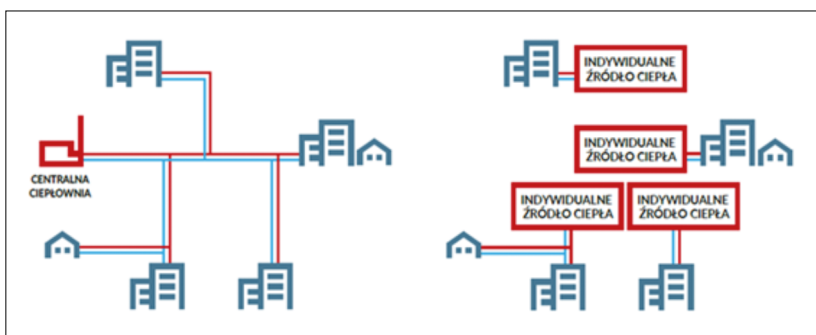 CENTRALNA
CIEPŁOWNIA
INDYWIDUALNE
ŹRÓDŁO CIEPŁA
INDYWIDUALNE
ŹRÓDŁO CIEPŁA
INDYWIDUALNE
ŹRÓDŁO CIEPŁA
INDYWIDUALNE
ŹRÓDŁO CIEPŁA